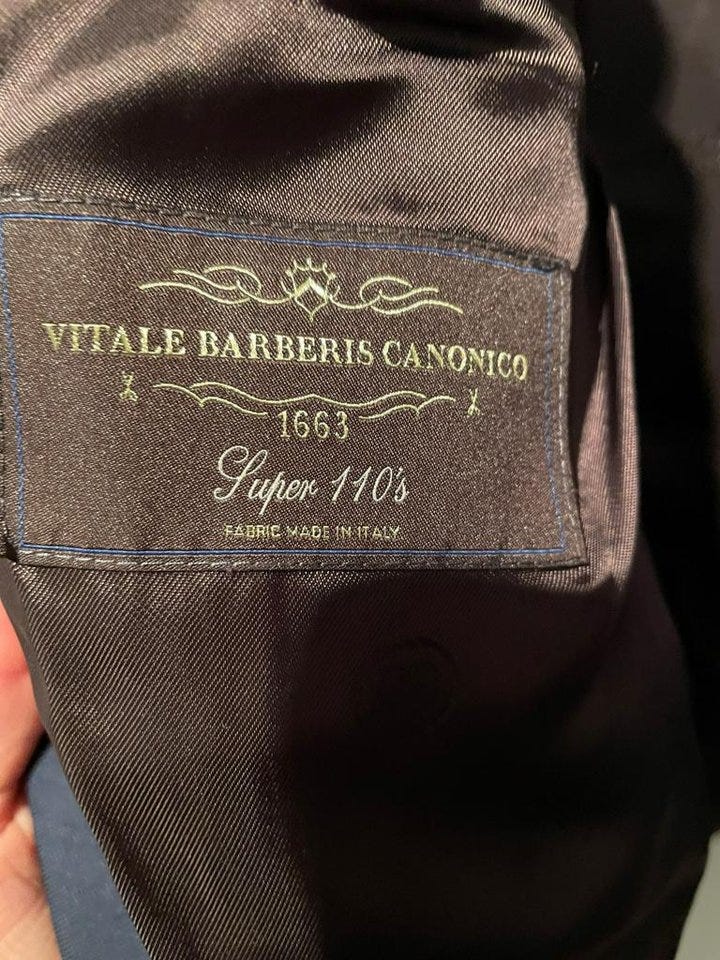 VITALE BARBERIS CANONICO
1663
Super 110's
FABRIC MADE IN ITALY